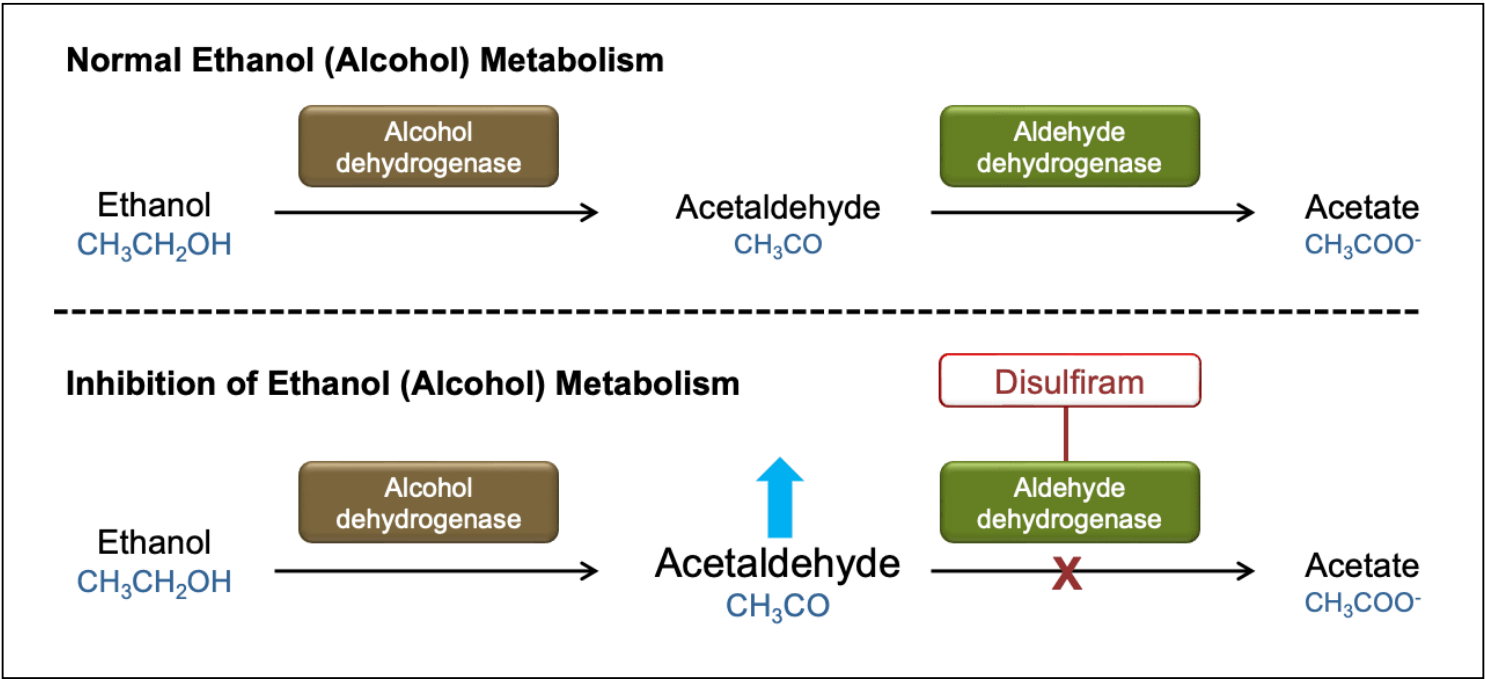 Normal Ethanol (Alcohol) Metabolism
Alcohol
dehydrogenase
Aldehyde
dehydrogenase
Ethanol
CH₃CH₂OH
Acetaldehyde
CH₃CO
Acetate
CH₃COO⁻
Inhibition of Ethanol (Alcohol) Metabolism
Disulfiram
Alcohol
dehydrogenase
Aldehyde
dehydrogenase
Ethanol
CH₃CH₂OH
Acetaldehyde
CH₃CO
X
Acetate
CH₃COO⁻